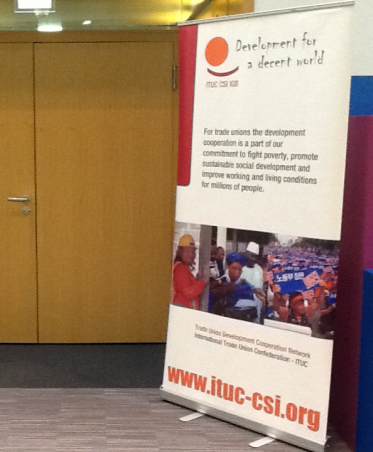 Development for
a decent world
ITUC CSI IGB
For trade unions the development
cooperation is a part of our
commitment to fight poverty, promote
sustainable social development and
improve working and living conditions
for millions of people.
Trade Union Development Cooperation Network
International Trade Union Confederation - ITUC
www.ituc-csi.org